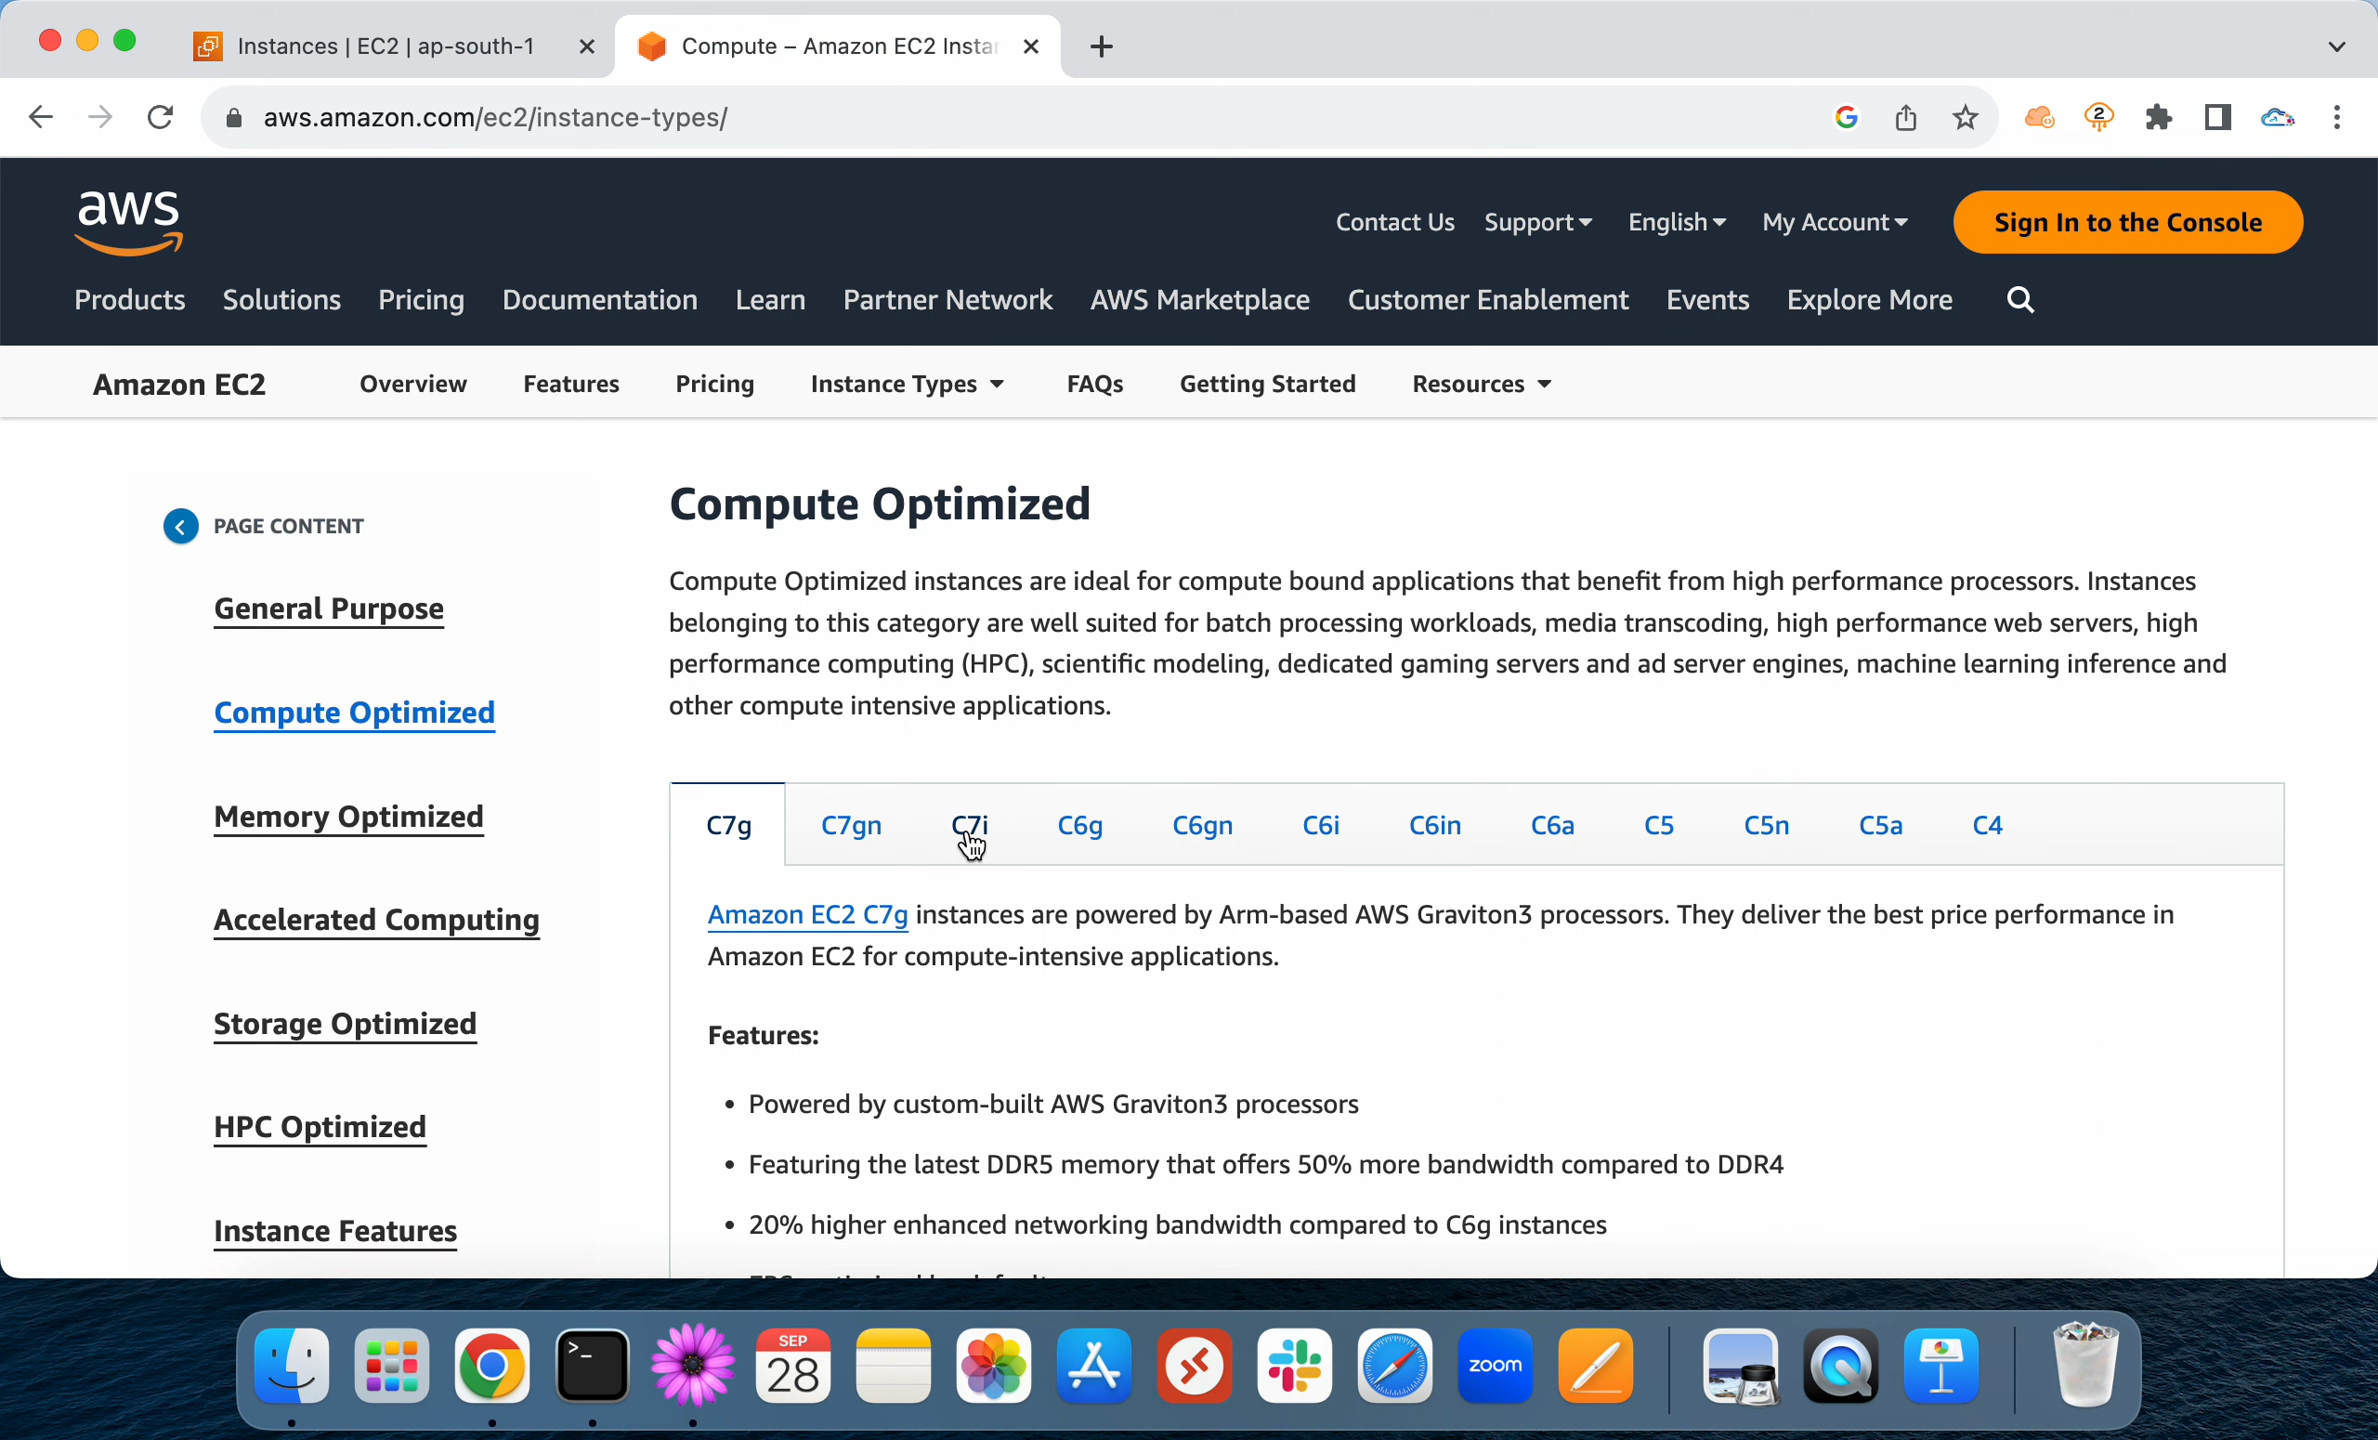 Instances | EC2 | ap-south-1
Compute – Amazon EC2 Instan
aws.amazon.com/ec2/instance-types/
2
aws
Contact Us Support English My Account Sign In to the Console
Products Solutions Pricing Documentation Learn Partner Network AWS Marketplace Customer Enablement Events Explore More
Amazon EC2 Overview Features Pricing Instance Types FAQs Getting Started Resources
PAGE CONTENT
General Purpose
Compute Optimized
Memory Optimized
Accelerated Computing
Storage Optimized
HPC Optimized
Instance Features
Compute Optimized
Compute Optimized instances are ideal for compute bound applications that benefit from high performance processors. Instances
belonging to this category are well suited for batch processing workloads, media transcoding, high performance web servers, high
performance computing (HPC), scientific modeling, dedicated gaming servers and ad server engines, machine learning inference and
other compute intensive applications.
C7g C7gn C7i C6g C6gn C6i C6in C6a C5 C5n C5a C4
Amazon EC2 C7g instances are powered by Arm-based AWS Graviton3 processors. They deliver the best price performance in
Amazon EC2 for compute-intensive applications.
Features:
• Powered by custom-built AWS Graviton3 processors
• Featuring the latest DDR5 memory that offers 50% more bandwidth compared to DDR4
• 20% higher enhanced networking bandwidth compared to C6g instances
>_
SEP
28
zoom